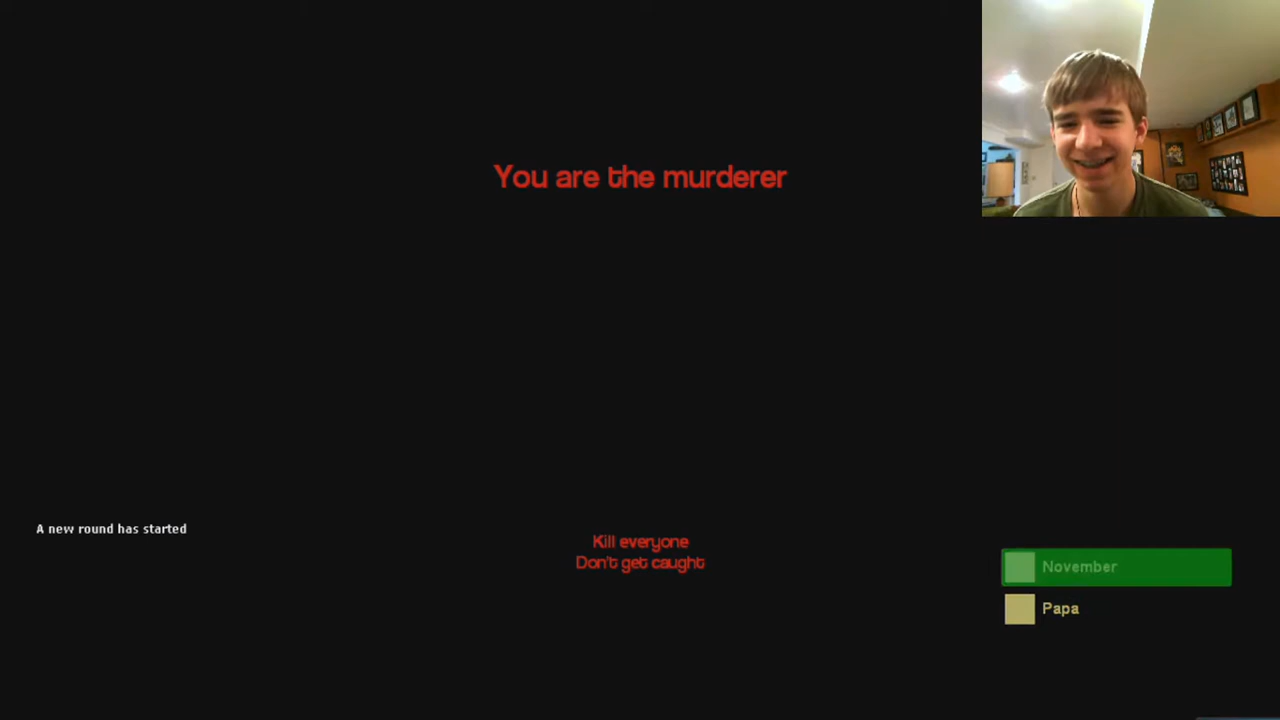 You are the murderer
A new round has started
Kill everyone
Don't get caught
November
Papa